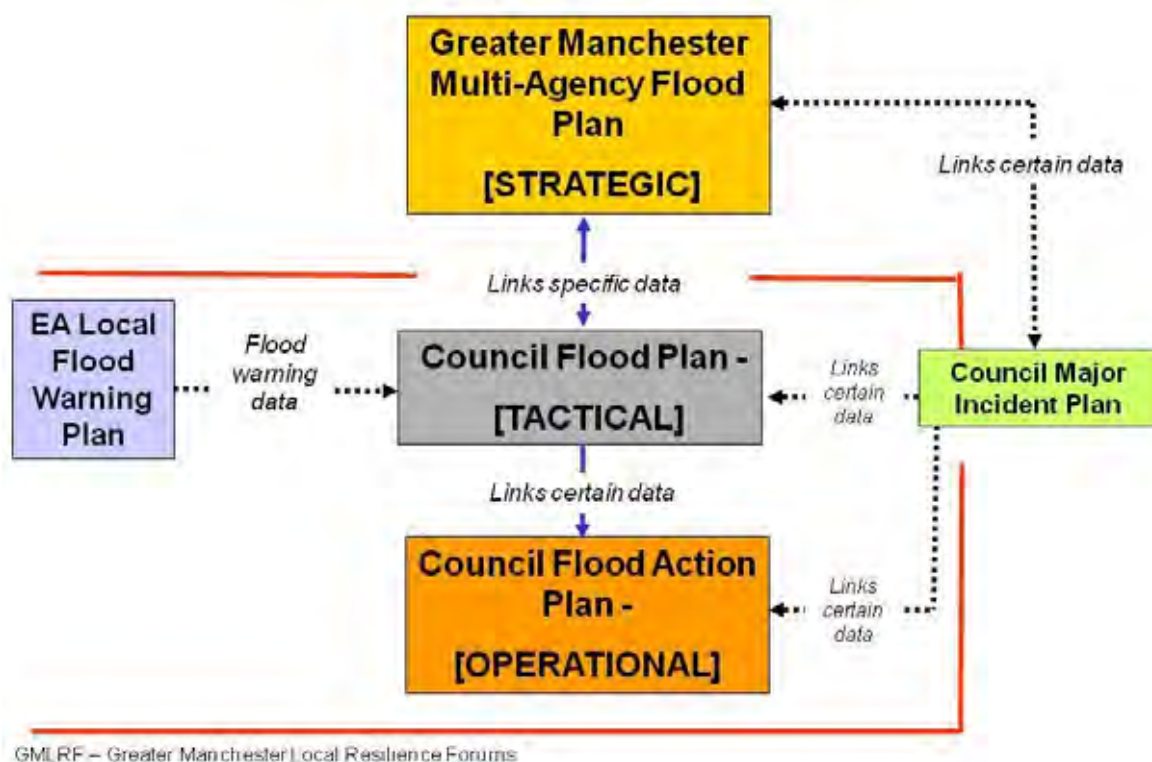 Greater Manchester
Multi-Agency Flood
Plan
[STRATEGIC]
Links certain data
Links specific data
EA Local
Flood
Warning
Plan
Flood
warning
data
Council Flood Plan -
[TACTICAL]
Links
certain
data
Council Major
Incident Plan
Links certain data
Council Flood Action
Plan -
[OPERATIONAL]
Links
certain
data
GMLRF – Greater Manchester Local Resilience Forums